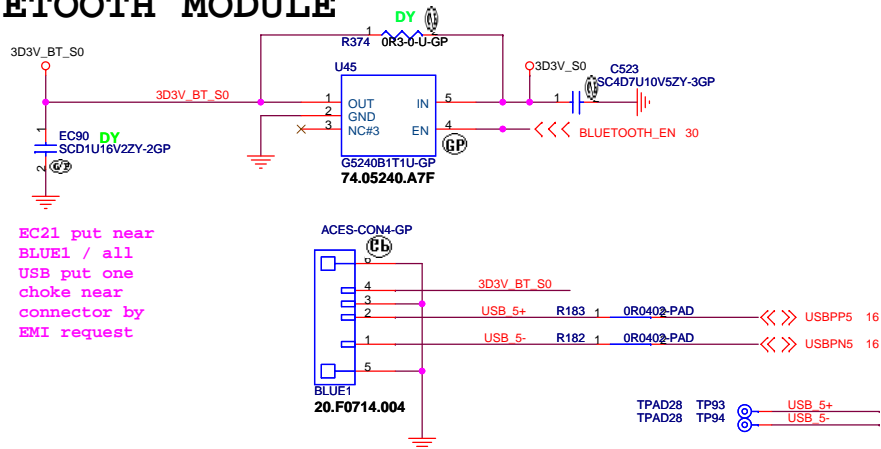 ETOOTH MODULE
DY
1
R374
0R3-0-U-GP
3D3V_BT_S0
U45
3D3V_S0
C523
SC4D7U10V5ZY-3GP
3D3V_BT_S0
1 OUT IN 5
2 GND
3 NC#3 EN 4
1
BLUETOOTH_EN 30
GP
G5240B1T1U-GP
74.05240.A7F
1
EC90 DY
SCD1U16V2ZY-2GP
2
EC21 put near
BLUE1 / all
USB put one
choke near
connector by
EMI request
ACES-CON4-GP
6
4 3D3V_BT_S0
3
2 USB_5+ R183 1 0R0402-PAD USBPP5 16
1 USB_5- R182 1 0R0402-PAD USBPN5 16
5
BLUE1
20.F0714.004
TPAD28 TP93 USB_5+
TPAD28 TP94 USB_5-